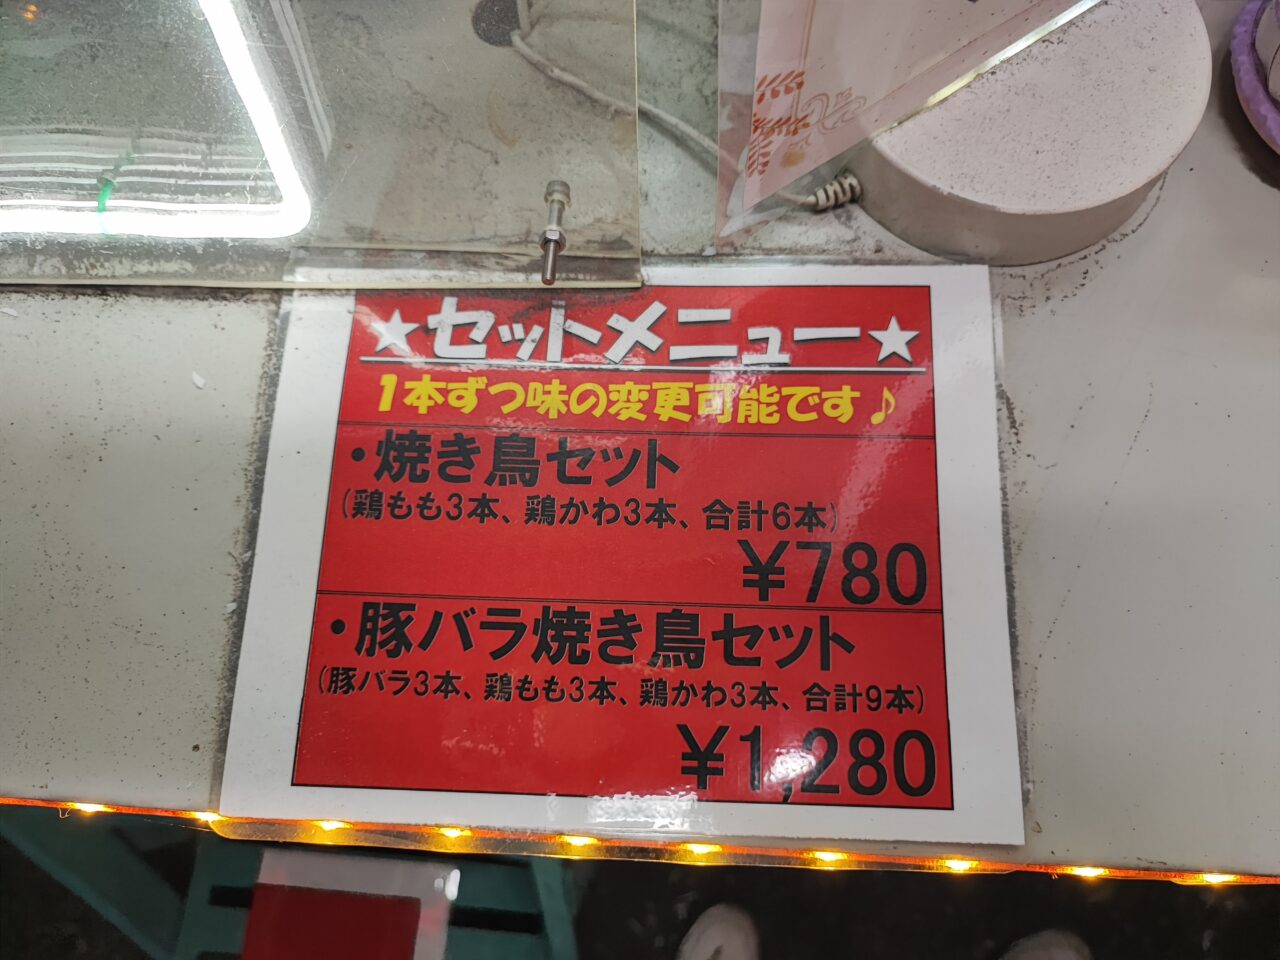 ★セットメニュー★
1本ずつ味の変更可能です♪
・焼き鳥セット
(鶏もも3本、鶏かわ3本、合計6本)
¥780
・豚バラ焼き鳥セット
(豚バラ3本、鶏もも3本、鶏かわ3本、合計9本)
¥1,280